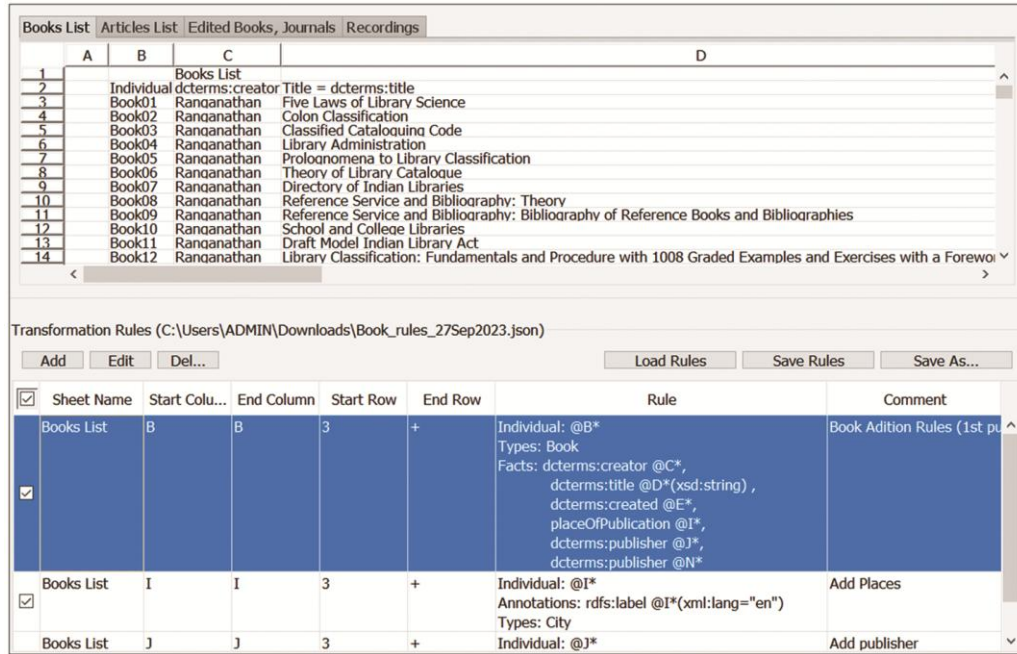 Books List Articles List Edited Books, Journals Recordings
A B C D
1 Books List
2 Individual dcterms:creator Title = dcterms:title
3 Book01 Ranganathan Five Laws of Library Science
4 Book02 Ranganathan Colon Classification
5 Book03 Ranganathan Classified Cataloguing Code
6 Book04 Ranganathan Library Administration
7 Book05 Ranganathan Prolognomena to Library Classification
8 Book06 Ranganathan Theory of Library Catalogue
9 Book07 Ranganathan Directory of Indian Libraries
10 Book08 Ranganathan Reference Service and Bibliography: Theory
11 Book09 Ranganathan Reference Service and Bibliography: Bibliography of Reference Books and Bibliographies
12 Book10 Ranganathan School and College Libraries
13 Book11 Ranganathan Draft Model Indian Library Act
14 Book12 Ranganathan Library Classification: Fundamentals and Procedure with 1008 Graded Examples and Exercises with a Forewo
Transformation Rules (C:\Users\ADMIN\Downloads\Book_rules_27Sep2023.json)
Add Edit Del... Load Rules Save Rules Save As...
Sheet Name Start Colu... End Column Start Row End Row Rule Comment
Books List B B 3 + Individual: @B* Book Adition Rules (1st pu
Types: Book
Facts: dcterms:creator @C*,
dcterms:title @D*(xsd:string) ,
dcterms:created @E*,
placeOfPublication @I*,
dcterms:publisher @J*,
dcterms:publisher @N*
Books List I I 3 + Individual: @I* Add Places
Annotations: rdfs:label @I*(xml:lang="en")
Types: City
Books List J J 3 + Individual: @J* Add publisher